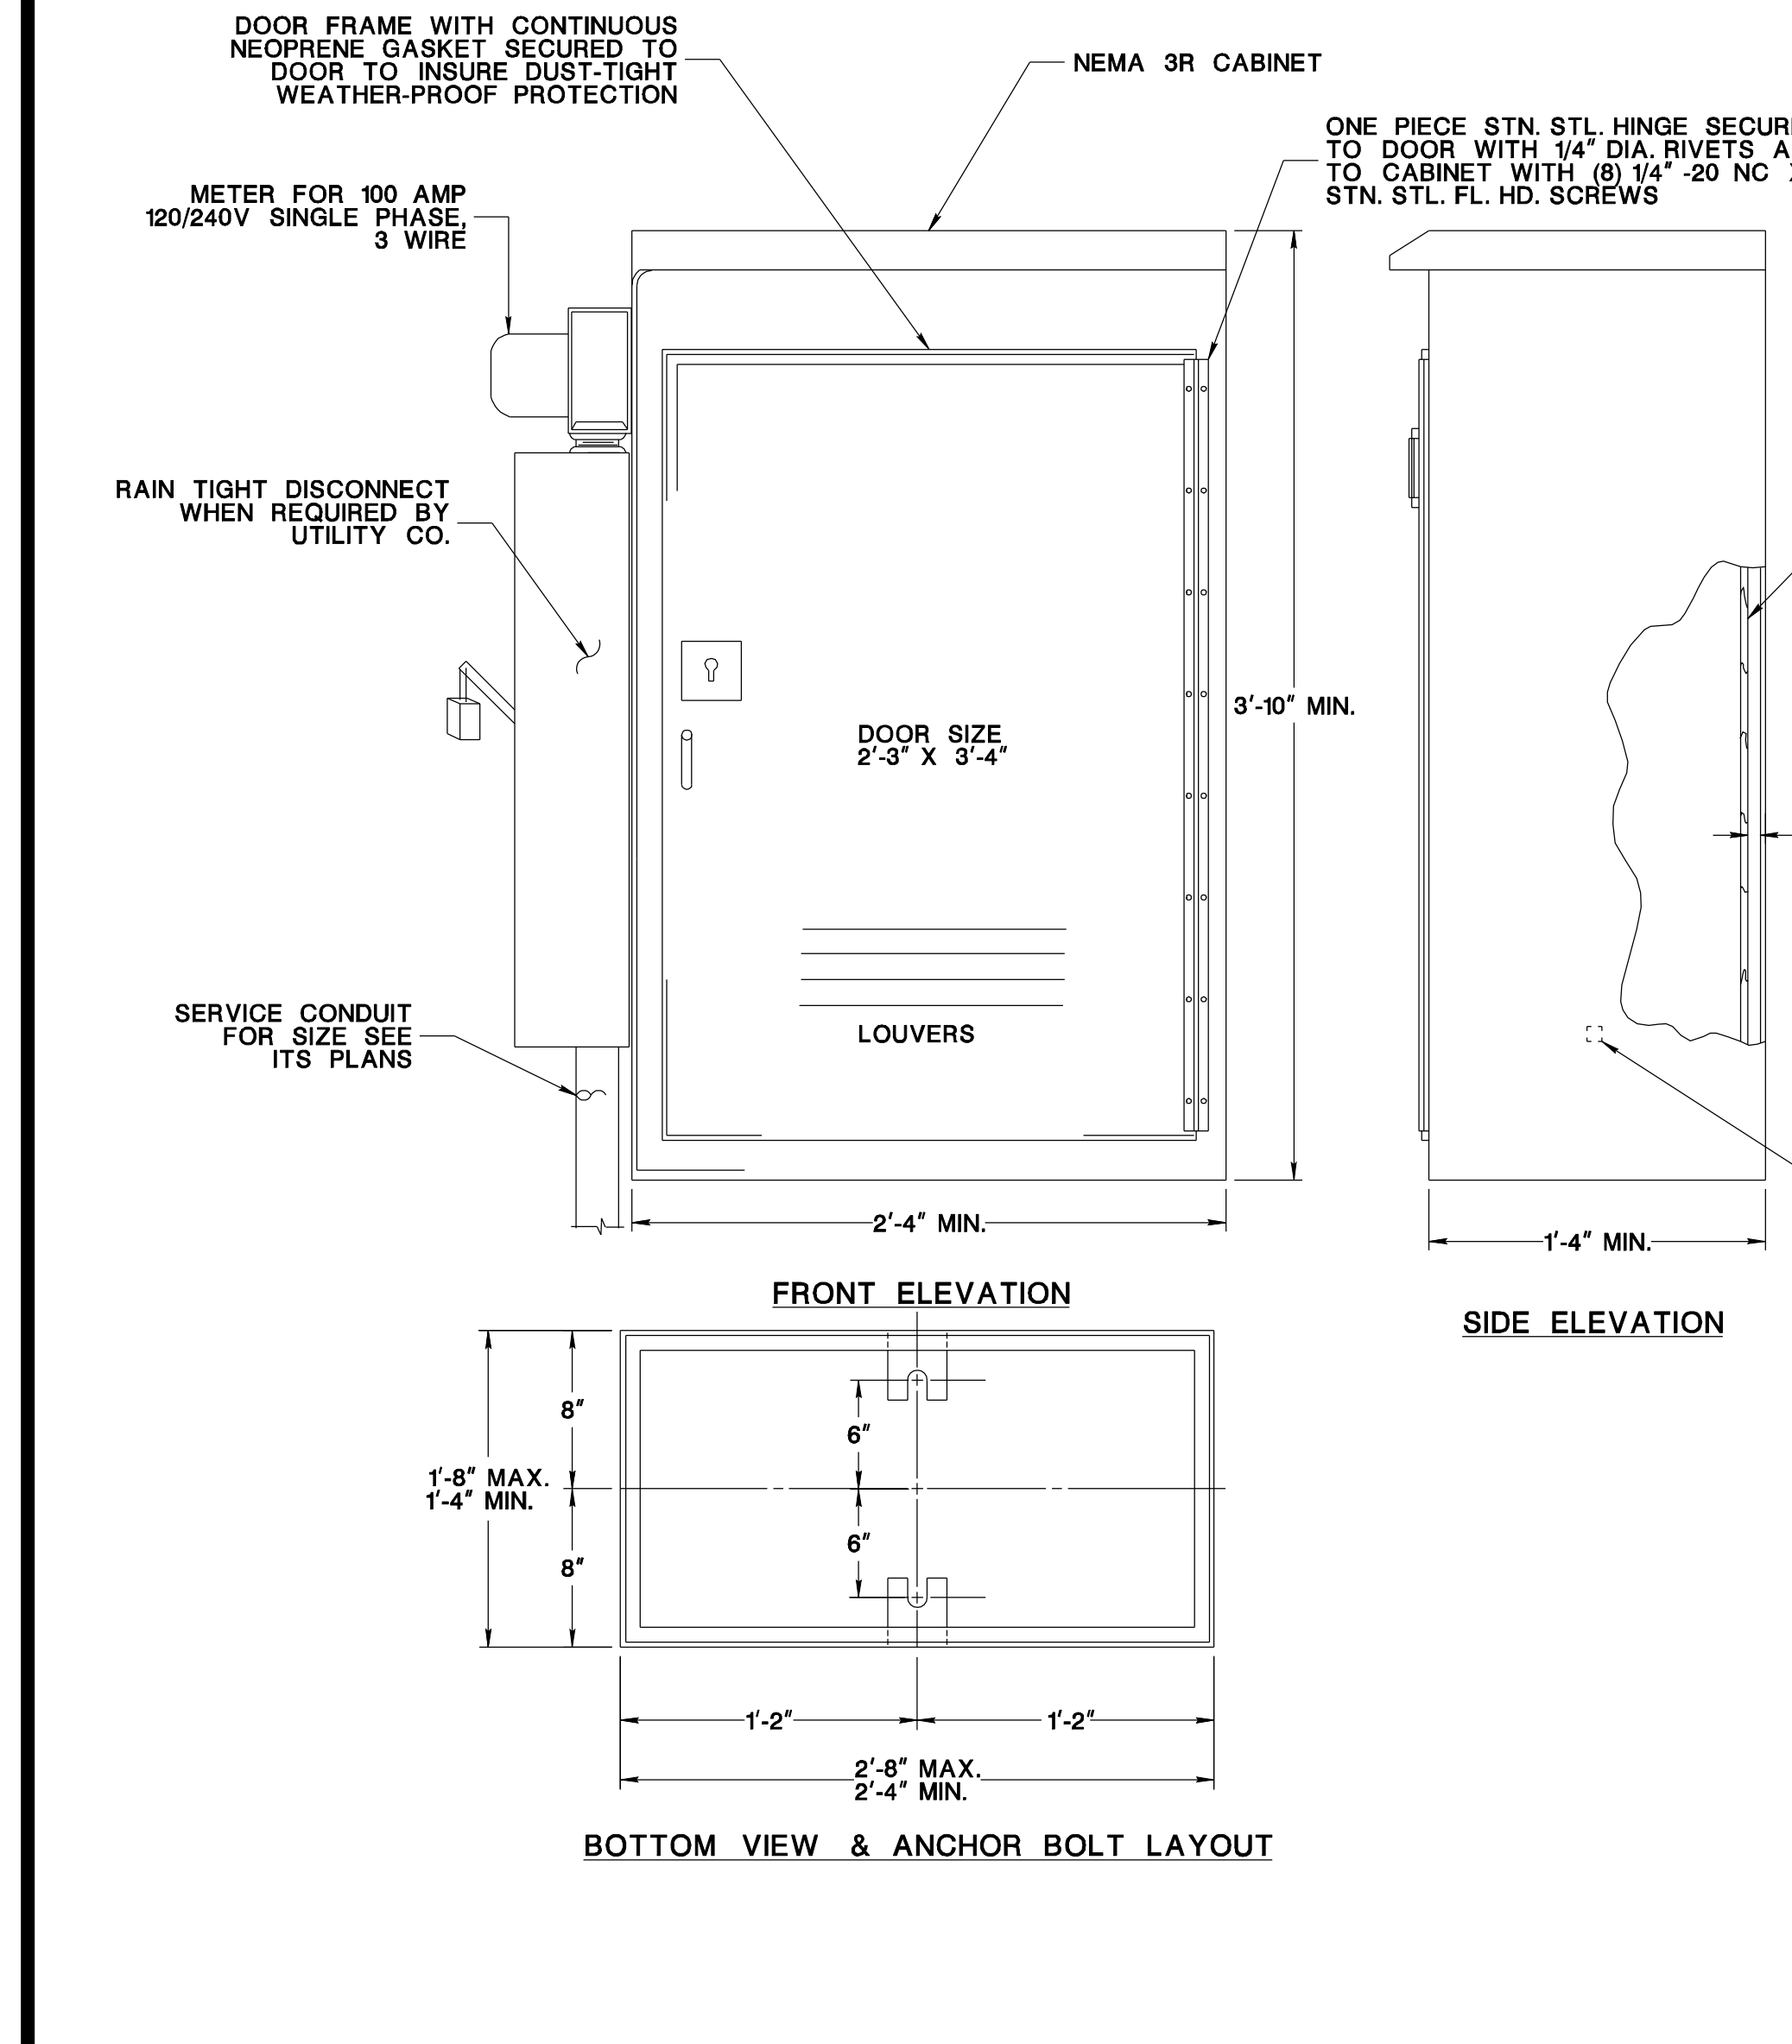 DOOR FRAME WITH CONTINUOUS
NEOPRENE GASKET SECURED TO
DOOR TO INSURE DUST-TIGHT
WEATHER-PROOF PROTECTION
NEMA 3R CABINET
ONE PIECE STN. STL. HINGE
TO DOOR WITH 1/4" DIA. RIVETS
TO CABINET WITH (8) 1/4" -20 NC
STN. STL. FL. HD. SCREWS
METER FOR 100 AMP
120/240V SINGLE PHASE,
3 WIRE
RAIN TIGHT DISCONNECT
WHEN REQUIRED BY
UTILITY CO.
3'-10" MIN.
DOOR SIZE
2'-3" X 3'-4"
LOUVERS
SERVICE CONDUIT
FOR SIZE SEE
ITS PLANS
2'-4" MIN.
1'-4" MIN.
FRONT ELEVATION
SIDE ELEVATION
8"
6"
1'-8" MAX.
1'-4" MIN.
6"
8"
1'-2"
1'-2"
2'-8" MAX.
2'-4" MIN.
BOTTOM VIEW & ANCHOR BOLT LAYOUT